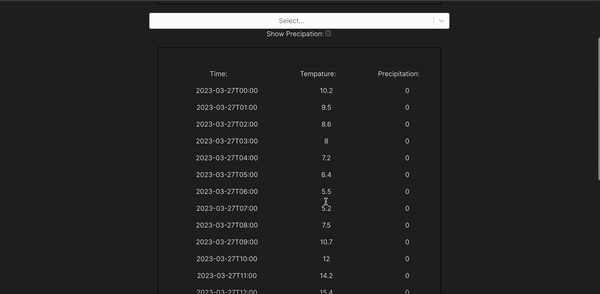 Select...
Show Precipation:
Time: Tempature: Precipitation:
2023-03-27T00:00 10.2 0
2023-03-27T01:00 9.5 0
2023-03-27T02:00 8.6 0
2023-03-27T03:00 8 0
2023-03-27T04:00 7.2 0
2023-03-27T05:00 6.4 0
2023-03-27T06:00 5.5 0
2023-03-27T07:00 5.2 0
2023-03-27T08:00 7.5 0
2023-03-27T09:00 10.7 0
2023-03-27T10:00 12 0
2023-03-27T11:00 14.2 0
2023-03-27T12:00 15.4 0